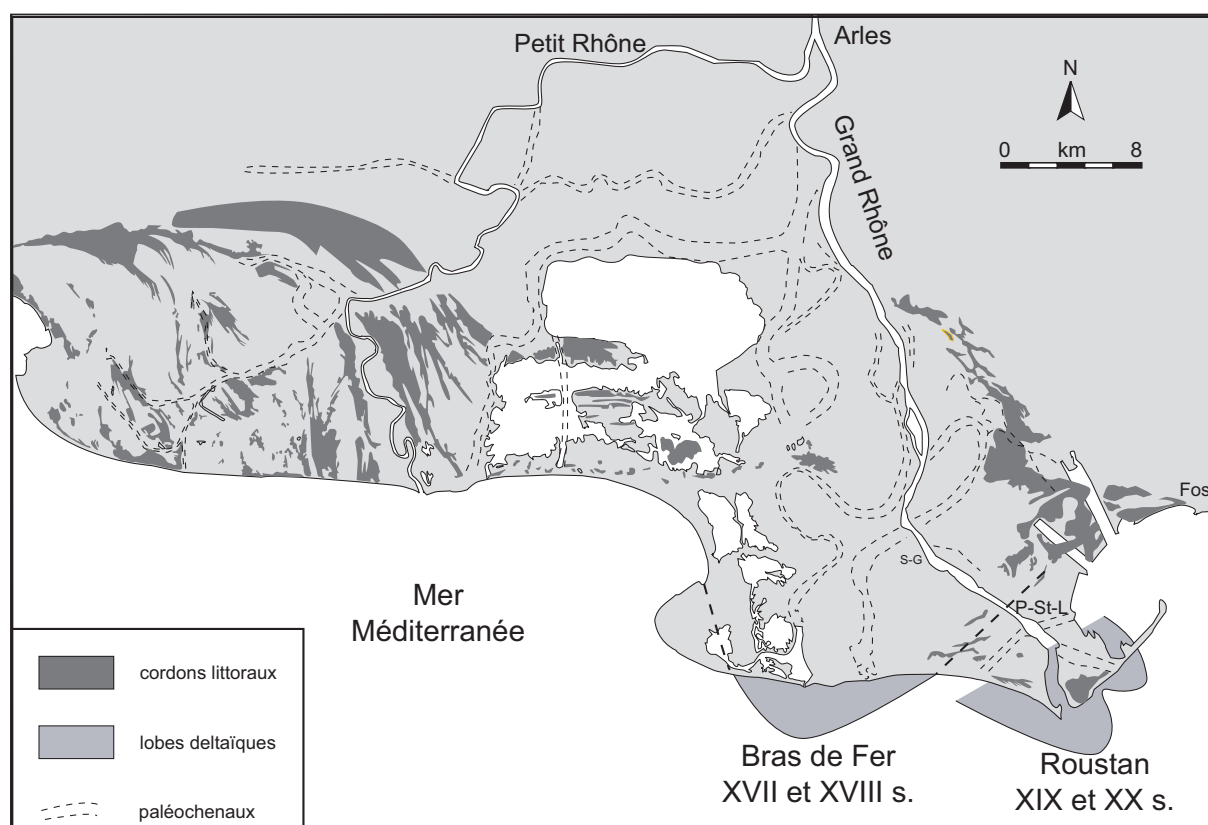 Petit Rhône
Arles
N
0 km 8
Grand Rhône
Fos
S-G
P-St-L
Mer
Méditerranée
cordons littoraux
lobes deltaïques
paléochenaux
Bras de Fer
XVII et XVIII s.
Roustan
XIX et XX s.